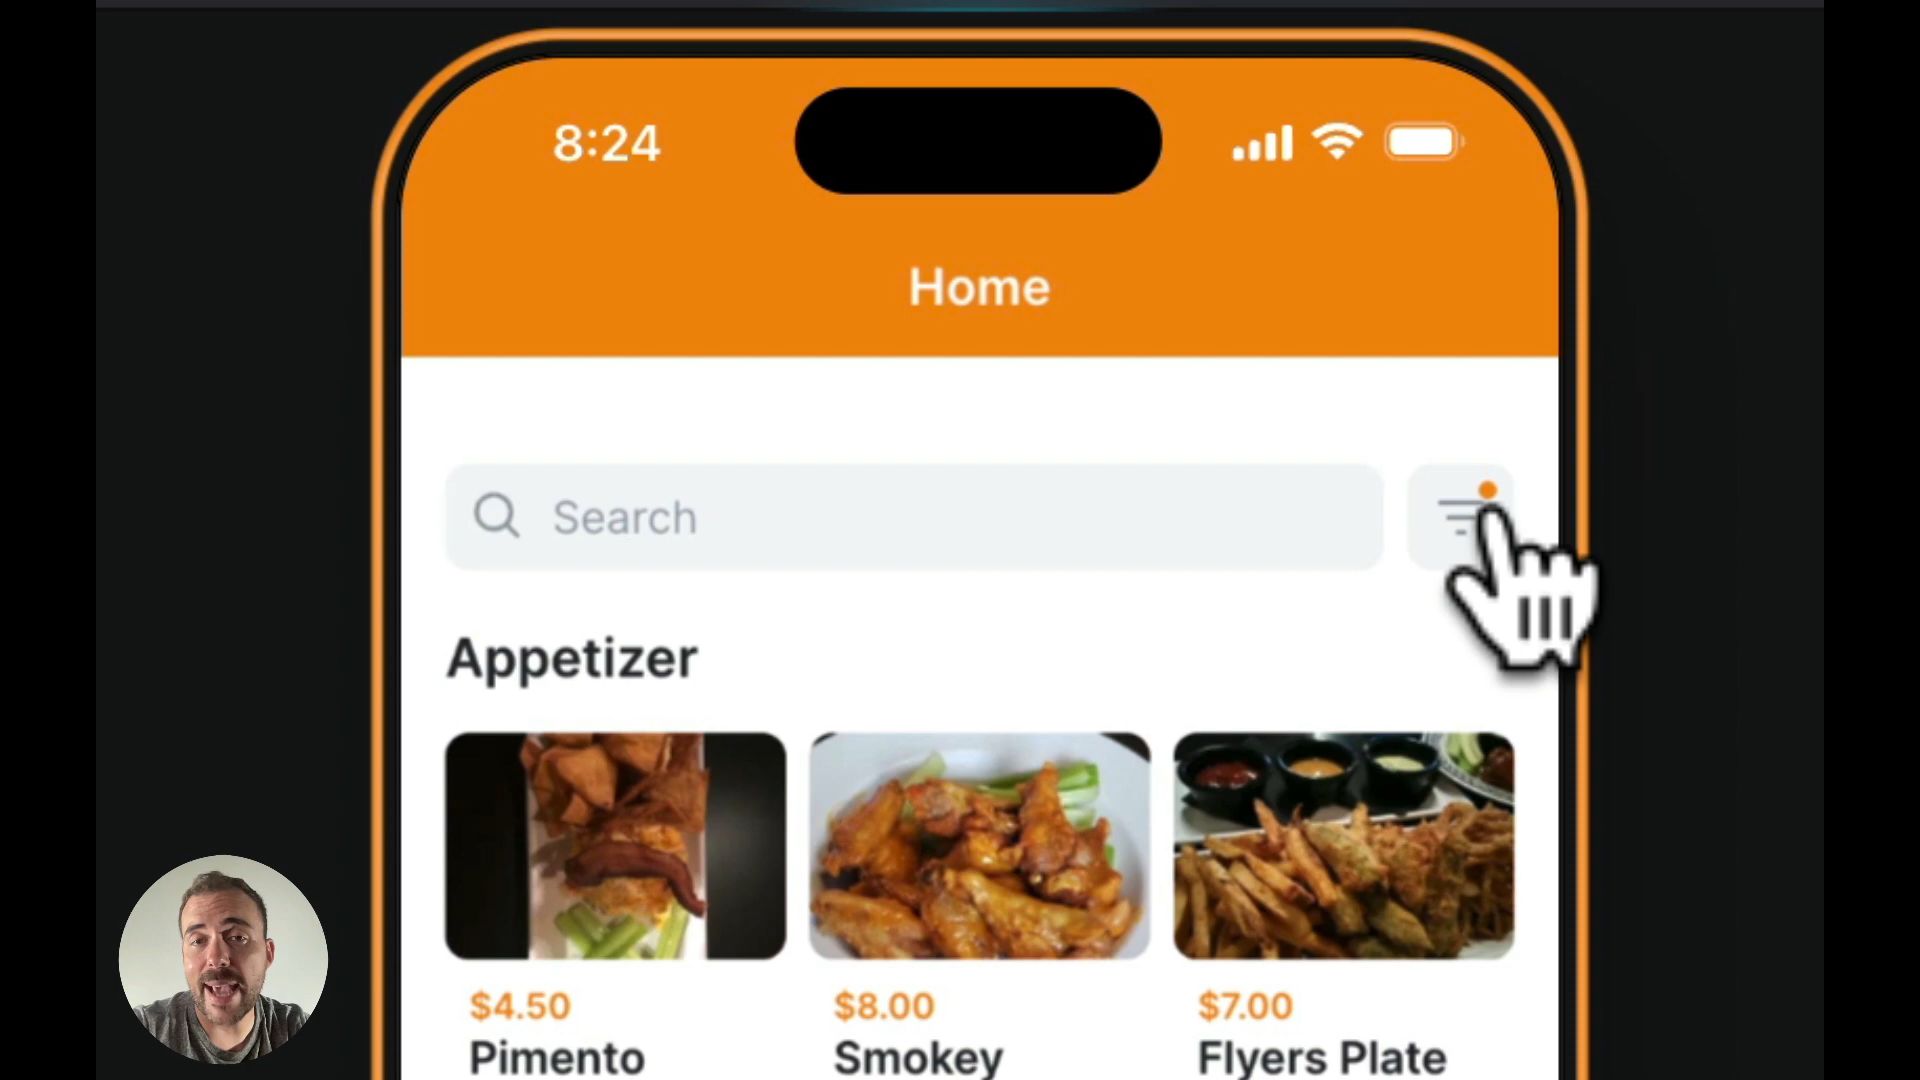 8:24
Home
Search
Appetizer
$4.50 $8.00 $7.00
Pimento Smokey Flyers Plate